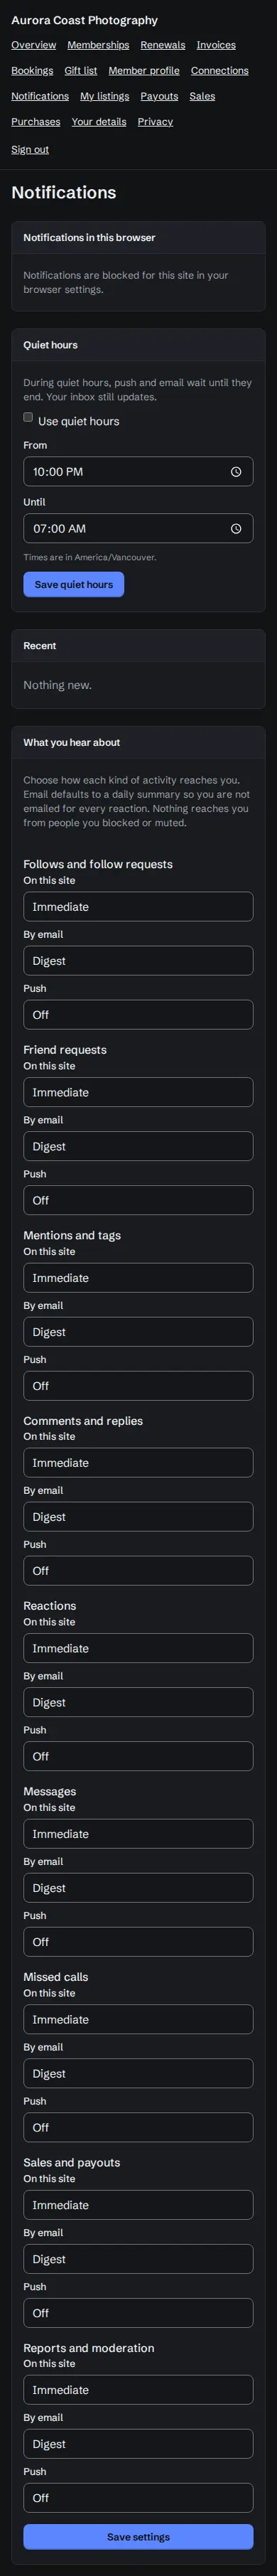 Aurora Coast Photography
Overview Memberships Renewals Invoices
Bookings Gift list Member profile Connections
Notifications My listings Payouts Sales
Purchases Your details Privacy
Sign out
Notifications
Notifications in this browser
Notifications are blocked for this site in your
browser settings.
Quiet hours
During quiet hours, push and email wait until they
end. Your inbox still updates.
Use quiet hours
From
10:00 PM
Until
07:00 AM
Times are in America/Vancouver.
Save quiet hours
Recent
Nothing new.
What you hear about
Choose how each kind of activity reaches you.
Email defaults to a daily summary so you are not
emailed for every reaction. Nothing reaches you
from people you blocked or muted.
Follows and follow requests
On this site
Immediate
By email
Digest
Push
Off
Friend requests
On this site
Immediate
By email
Digest
Push
Off
Mentions and tags
On this site
Immediate
By email
Digest
Push
Off
Comments and replies
On this site
Immediate
By email
Digest
Push
Off
Reactions
On this site
Immediate
By email
Digest
Push
Off
Messages
On this site
Immediate
By email
Digest
Push
Off
Missed calls
On this site
Immediate
By email
Digest
Push
Off
Sales and payouts
On this site
Immediate
By email
Digest
Push
Off
Reports and moderation
On this site
Immediate
By email
Digest
Push
Off
Save settings